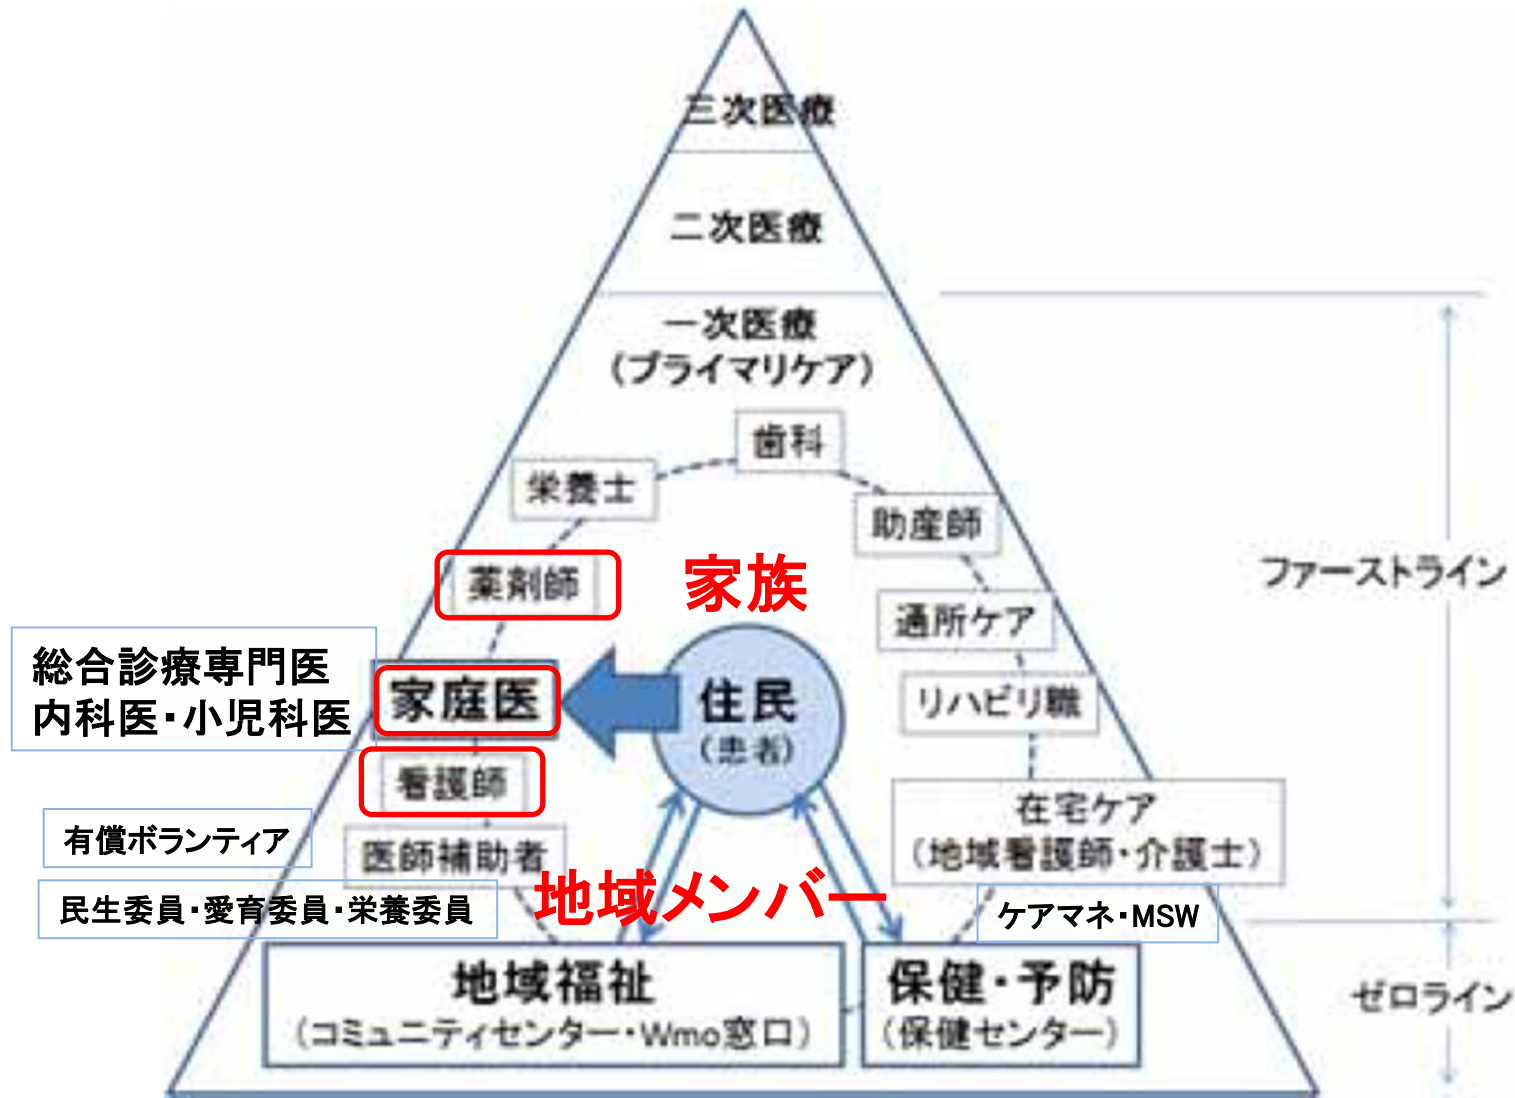 三次医療
二次医療
一次医療
(プライマリケア)
歯科
栄養士
助産師
薬剤師
家族
ファーストライン
通所ケア
総合診療専門医
内科医・小児科医
家庭医
住民
(患者)
リハビリ職
看護師
在宅ケア
(地域看護師・介護士)
有償ボランティア
医師補助者
民生委員・愛育委員・栄養委員
地域メンバー
ケアマネ・MSW
地域福祉
(コミュニティセンター・Wmo窓口)
保健・予防
(保健センター)
ゼロライン